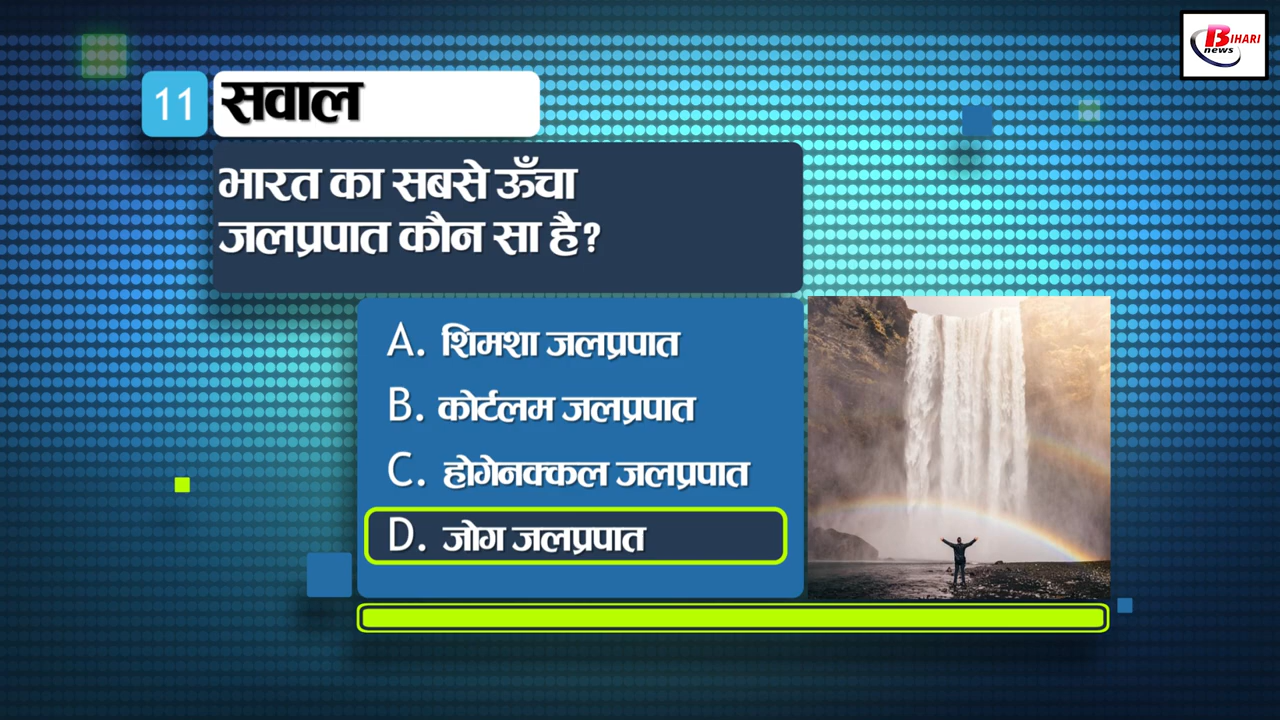 BIHARI
news
11 सवाल
भारत का सबसे ऊँचा
जलप्रपात कौन सा है?
A. शिमशा जलप्रपात
B. कोर्टलम जलप्रपात
C. होगेनक्कल जलप्रपात
D. जोग जलप्रपात